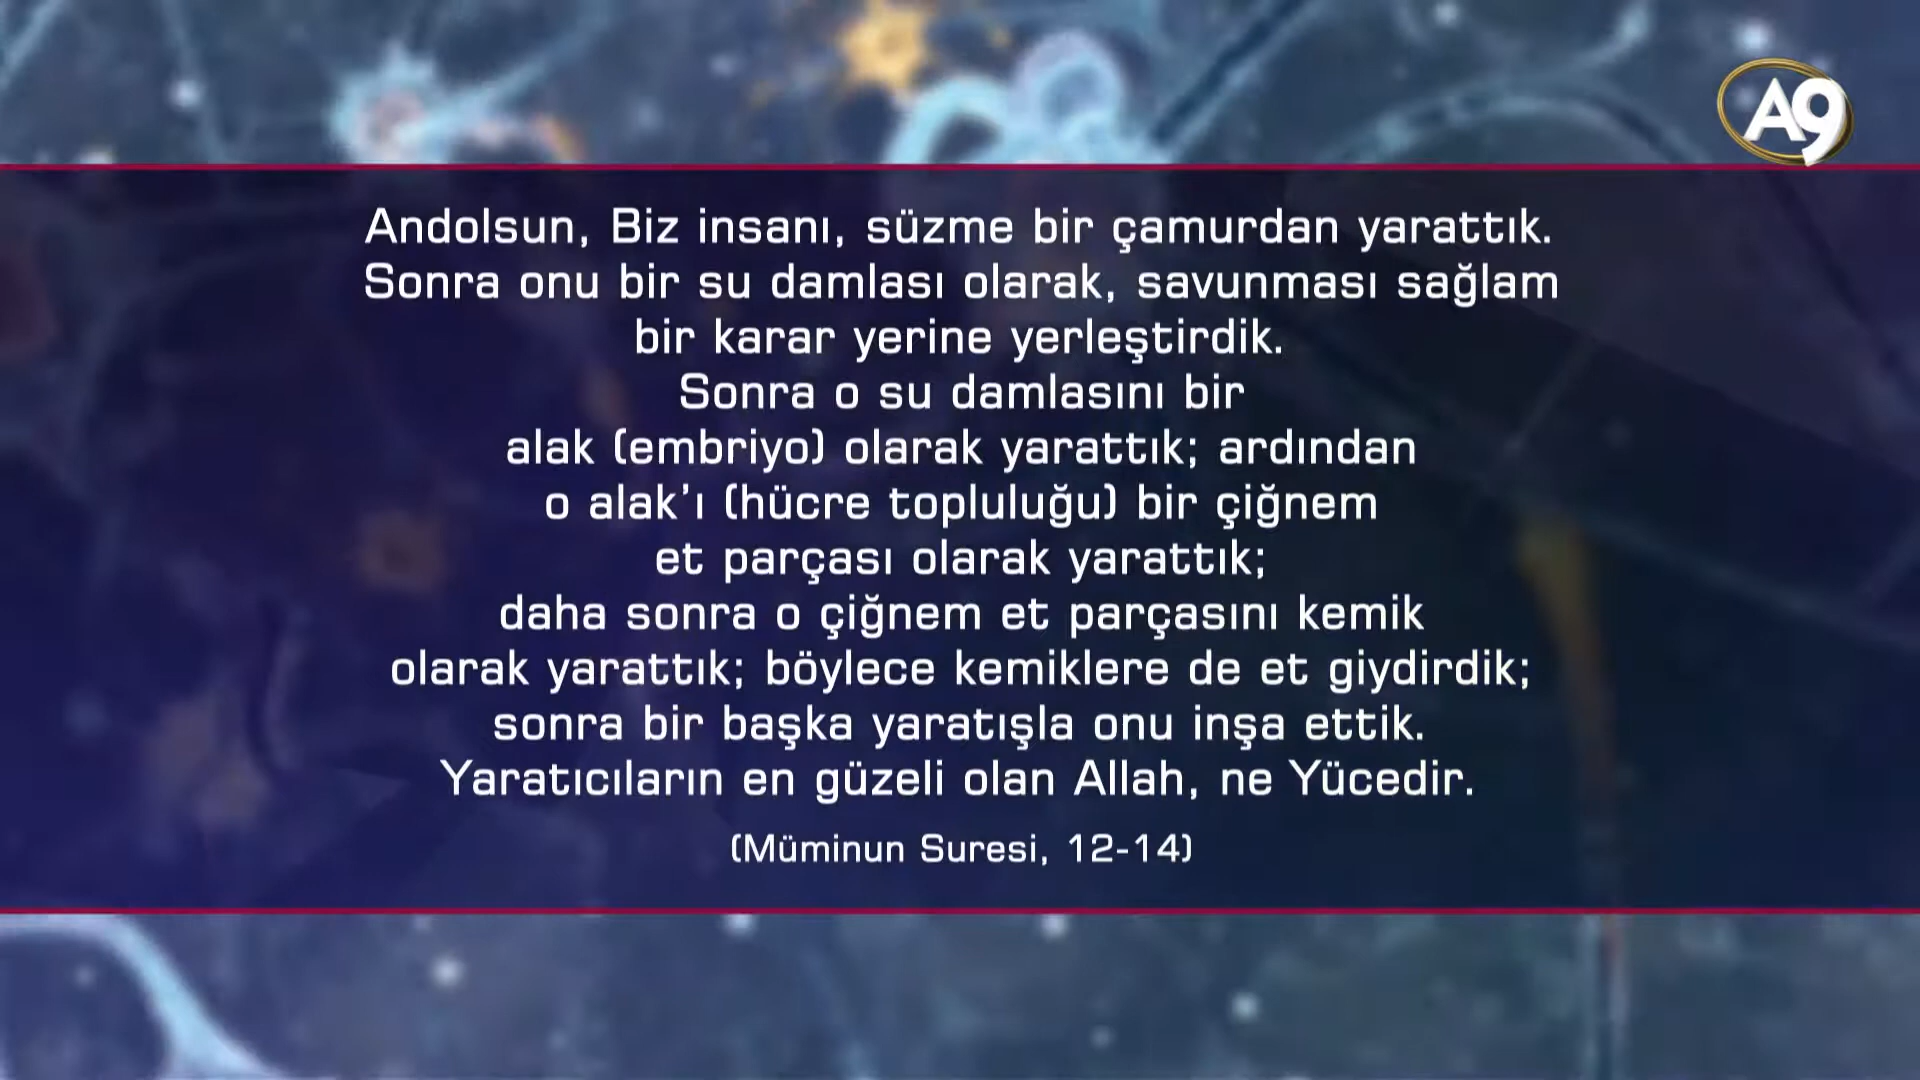 A9
Andolsun, Biz insanı, süzme bir çamurdan yarattık.
Sonra onu bir su damlası olarak, savunması sağlam
bir karar yerine yerleştirdik.
Sonra o su damlasını bir
alak (embriyo) olarak yarattık; ardından
o alak’ı (hücre topluluğu) bir çiğnem
et parçası olarak yarattık;
daha sonra o çiğnem et parçasını kemik
olarak yarattık; böylece kemiklere de et giydirdik;
sonra bir başka yaratışla onu inşa ettik.
Yaratıcıların en güzeli olan Allah, ne Yücedir.
(Müminun Suresi, 12-14)